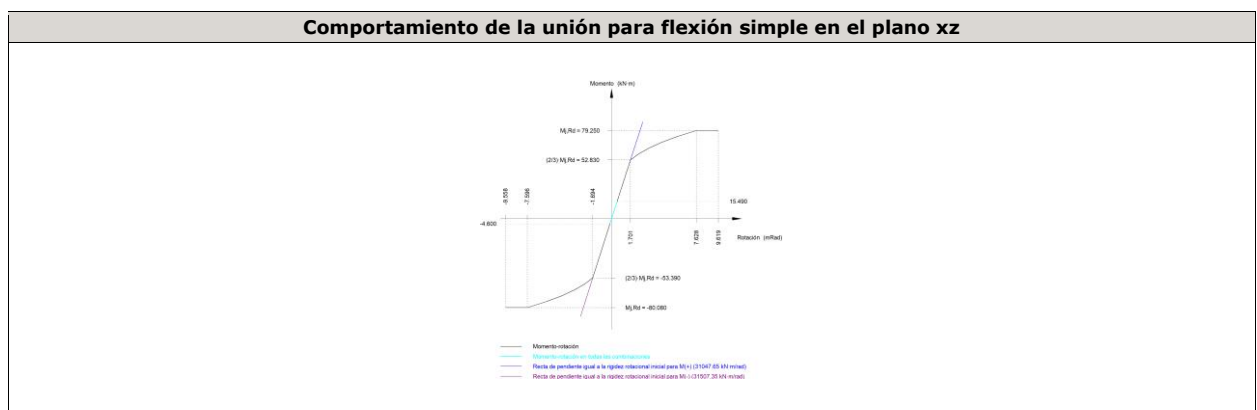 Comportamiento de la unión para flexión simple en el plano xz
Momento (kN·m)
Mj,Rd = 79.250
(2/3) Mj,Rd = 52.830
-9.558
-7.596
-1.694
15.490
-4.600
1.701
7.628
9.619
Rotación (mRad)
(2/3) Mj,Rd = -53.390
Mj,Rd = -80.080
Momento-rotación
Momento-rotación en todas las combinaciones
Recta de pendiente igual a la rigidez rotacional inicial para M(+) (31047.65 kN·m/rad)
Recta de pendiente igual a la rigidez rotacional inicial para M(-) (31507.35 kN·m/rad)